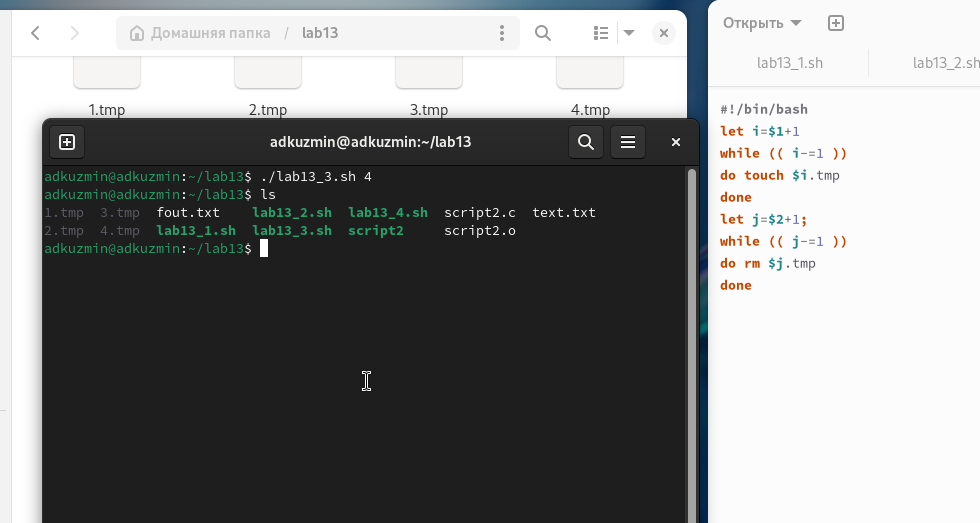 Домашняя папка / lab13
1.tmp 2.tmp 3.tmp 4.tmp
adkuzmin@adkuzmin:~/lab13
adkuzmin@adkuzmin:~/lab13$ ./lab13_3.sh 4
adkuzmin@adkuzmin:~/lab13$ ls
1.tmp 3.tmp fout.txt lab13_2.sh lab13_4.sh script2.c text.txt
2.tmp 4.tmp lab13_1.sh lab13_3.sh script2 script2.o
adkuzmin@adkuzmin:~/lab13$
Открыть
lab13_1.sh lab13_2.sh
#!/bin/bash
let i=$1+1
while (( i-=1 ))
do touch $i.tmp
done
let j=$2+1;
while (( j-=1 ))
do rm $j.tmp
done